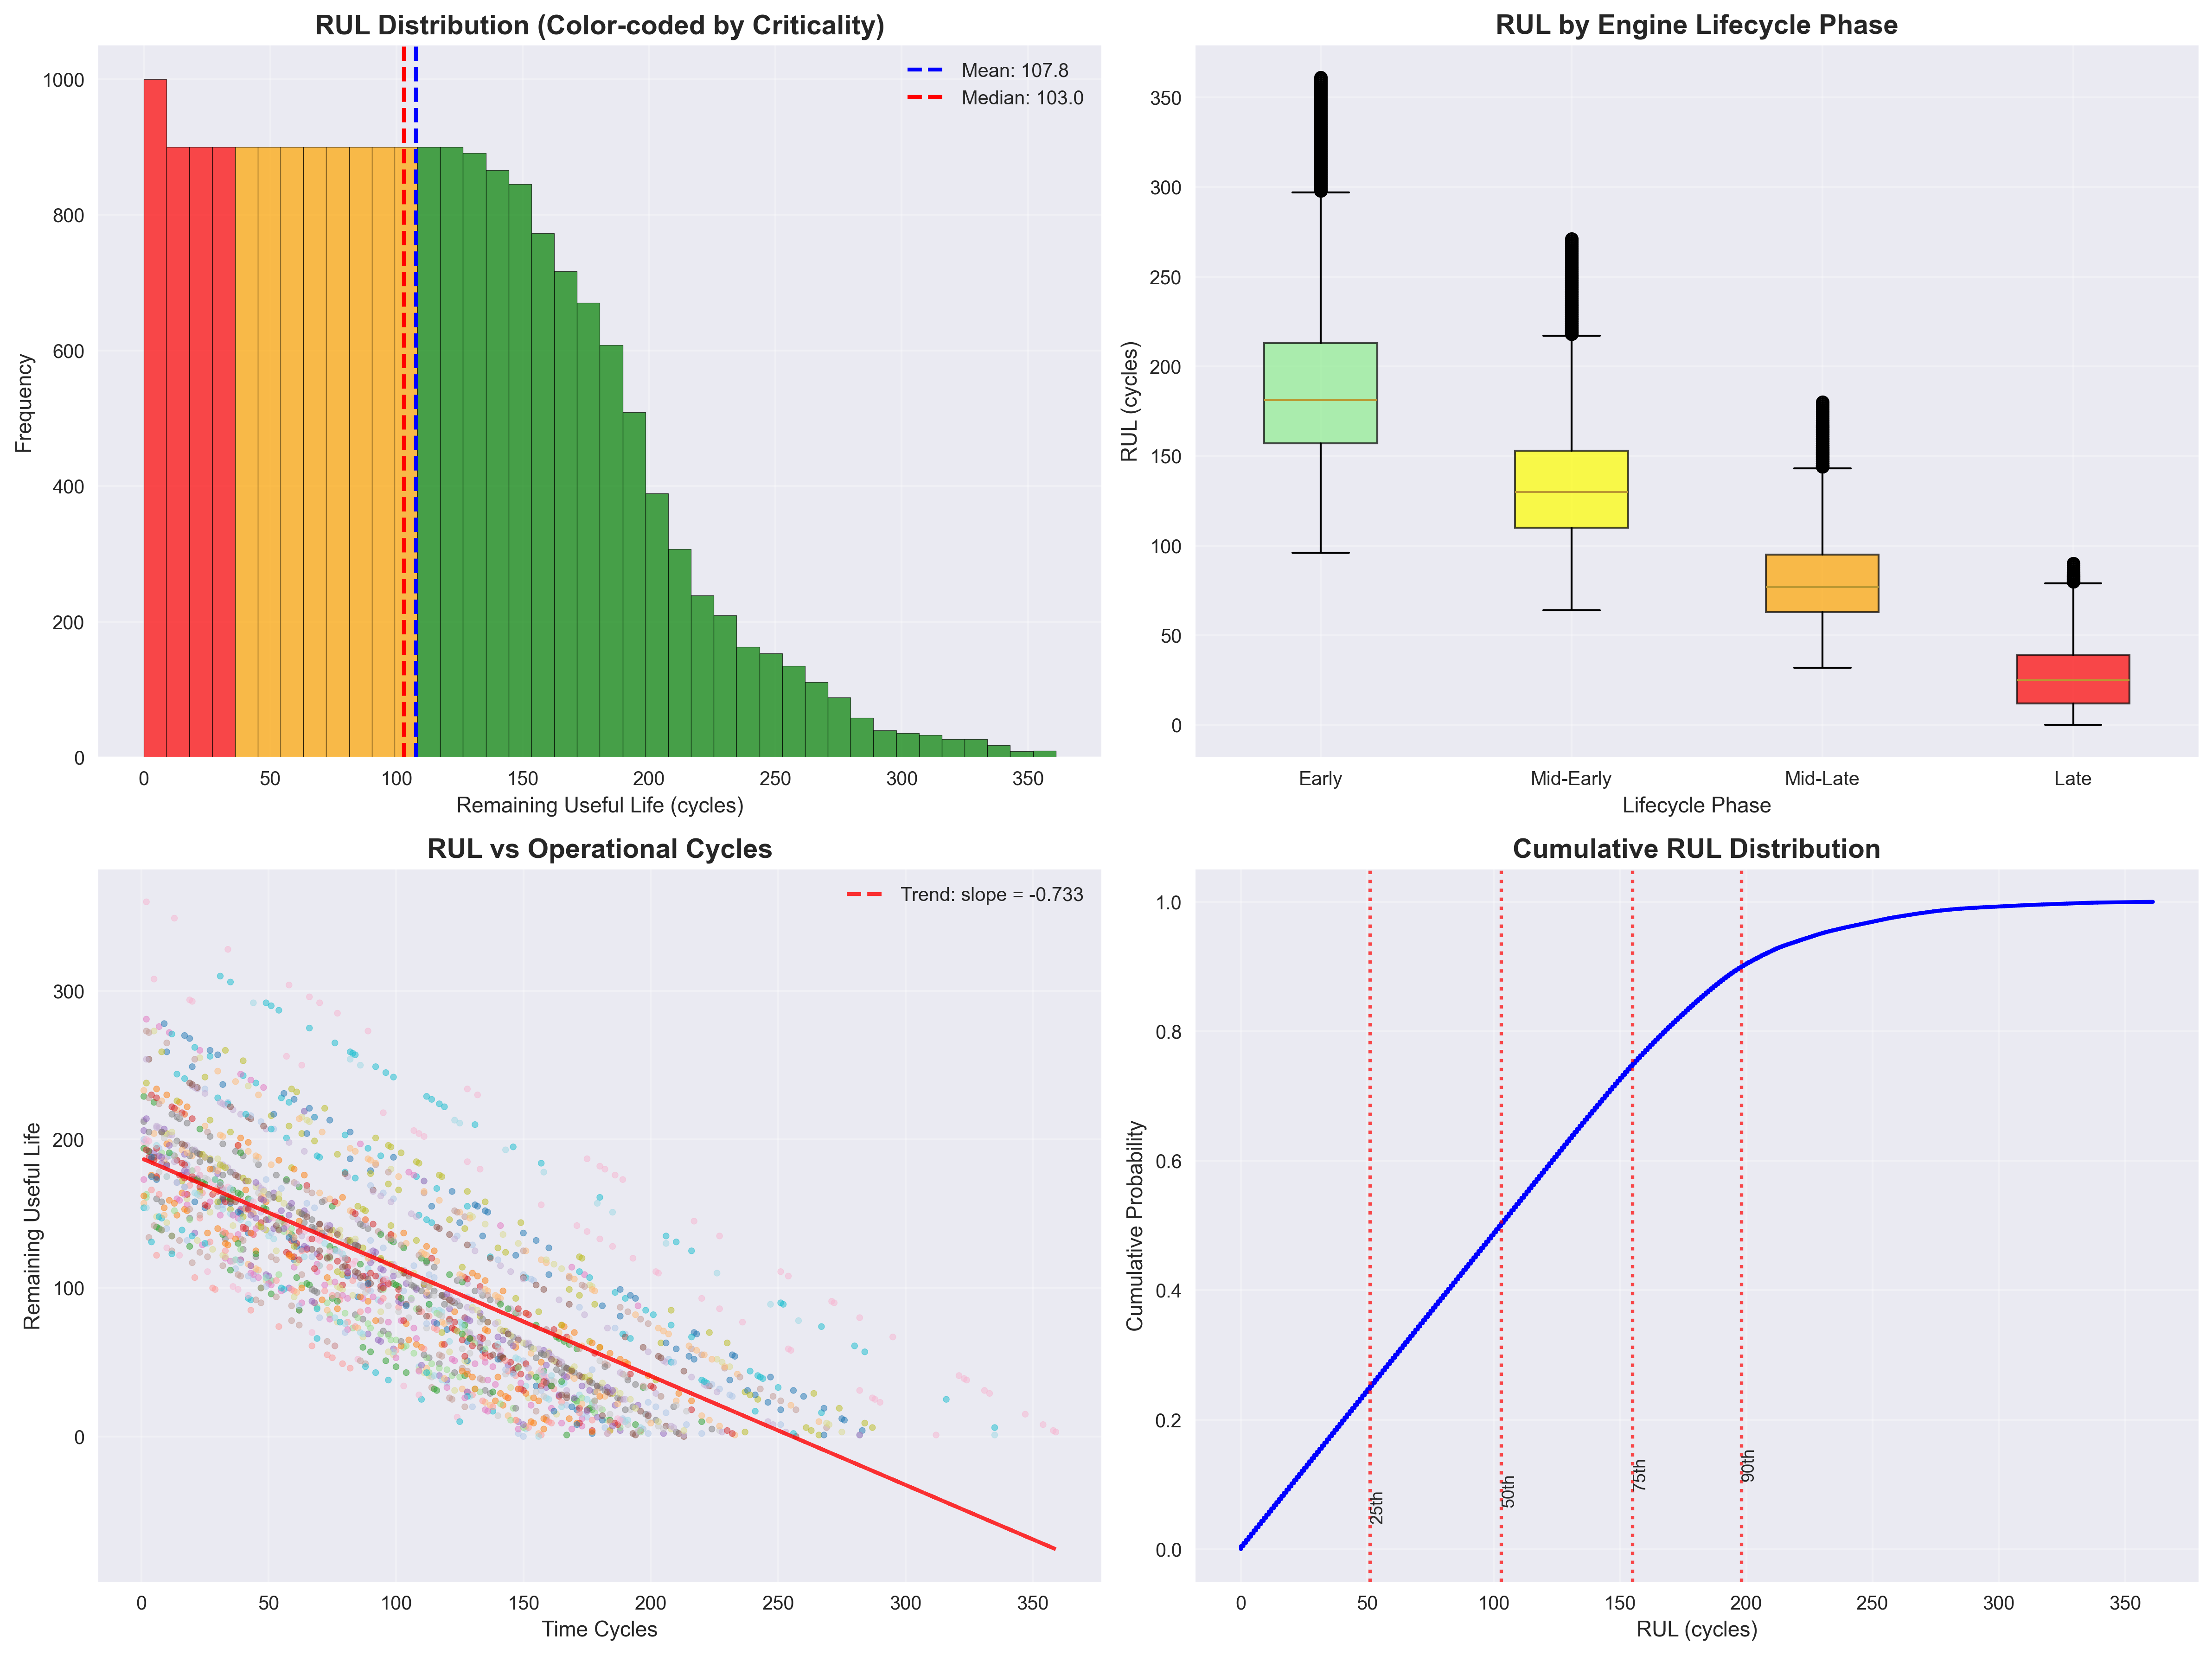 RUL Distribution (Color-coded by Criticality)
Mean: 107.8
Median: 103.0
Frequency
1000
800
600
400
200
0
0 50 100 150 200 250 300 350
Remaining Useful Life (cycles)
RUL by Engine Lifecycle Phase
RUL (cycles)
350
300
250
200
150
100
50
0
Early Mid-Early Mid-Late Late
Lifecycle Phase
RUL vs Operational Cycles
Trend: slope = -0.733
Remaining Useful Life
300
200
100
0
0 50 100 150 200 250 300 350
Time Cycles
Cumulative RUL Distribution
Cumulative Probability
1.0
0.8
0.6
0.4
0.2
0.0
25th
50th
75th
90th
0 50 100 150 200 250 300 350
RUL (cycles)